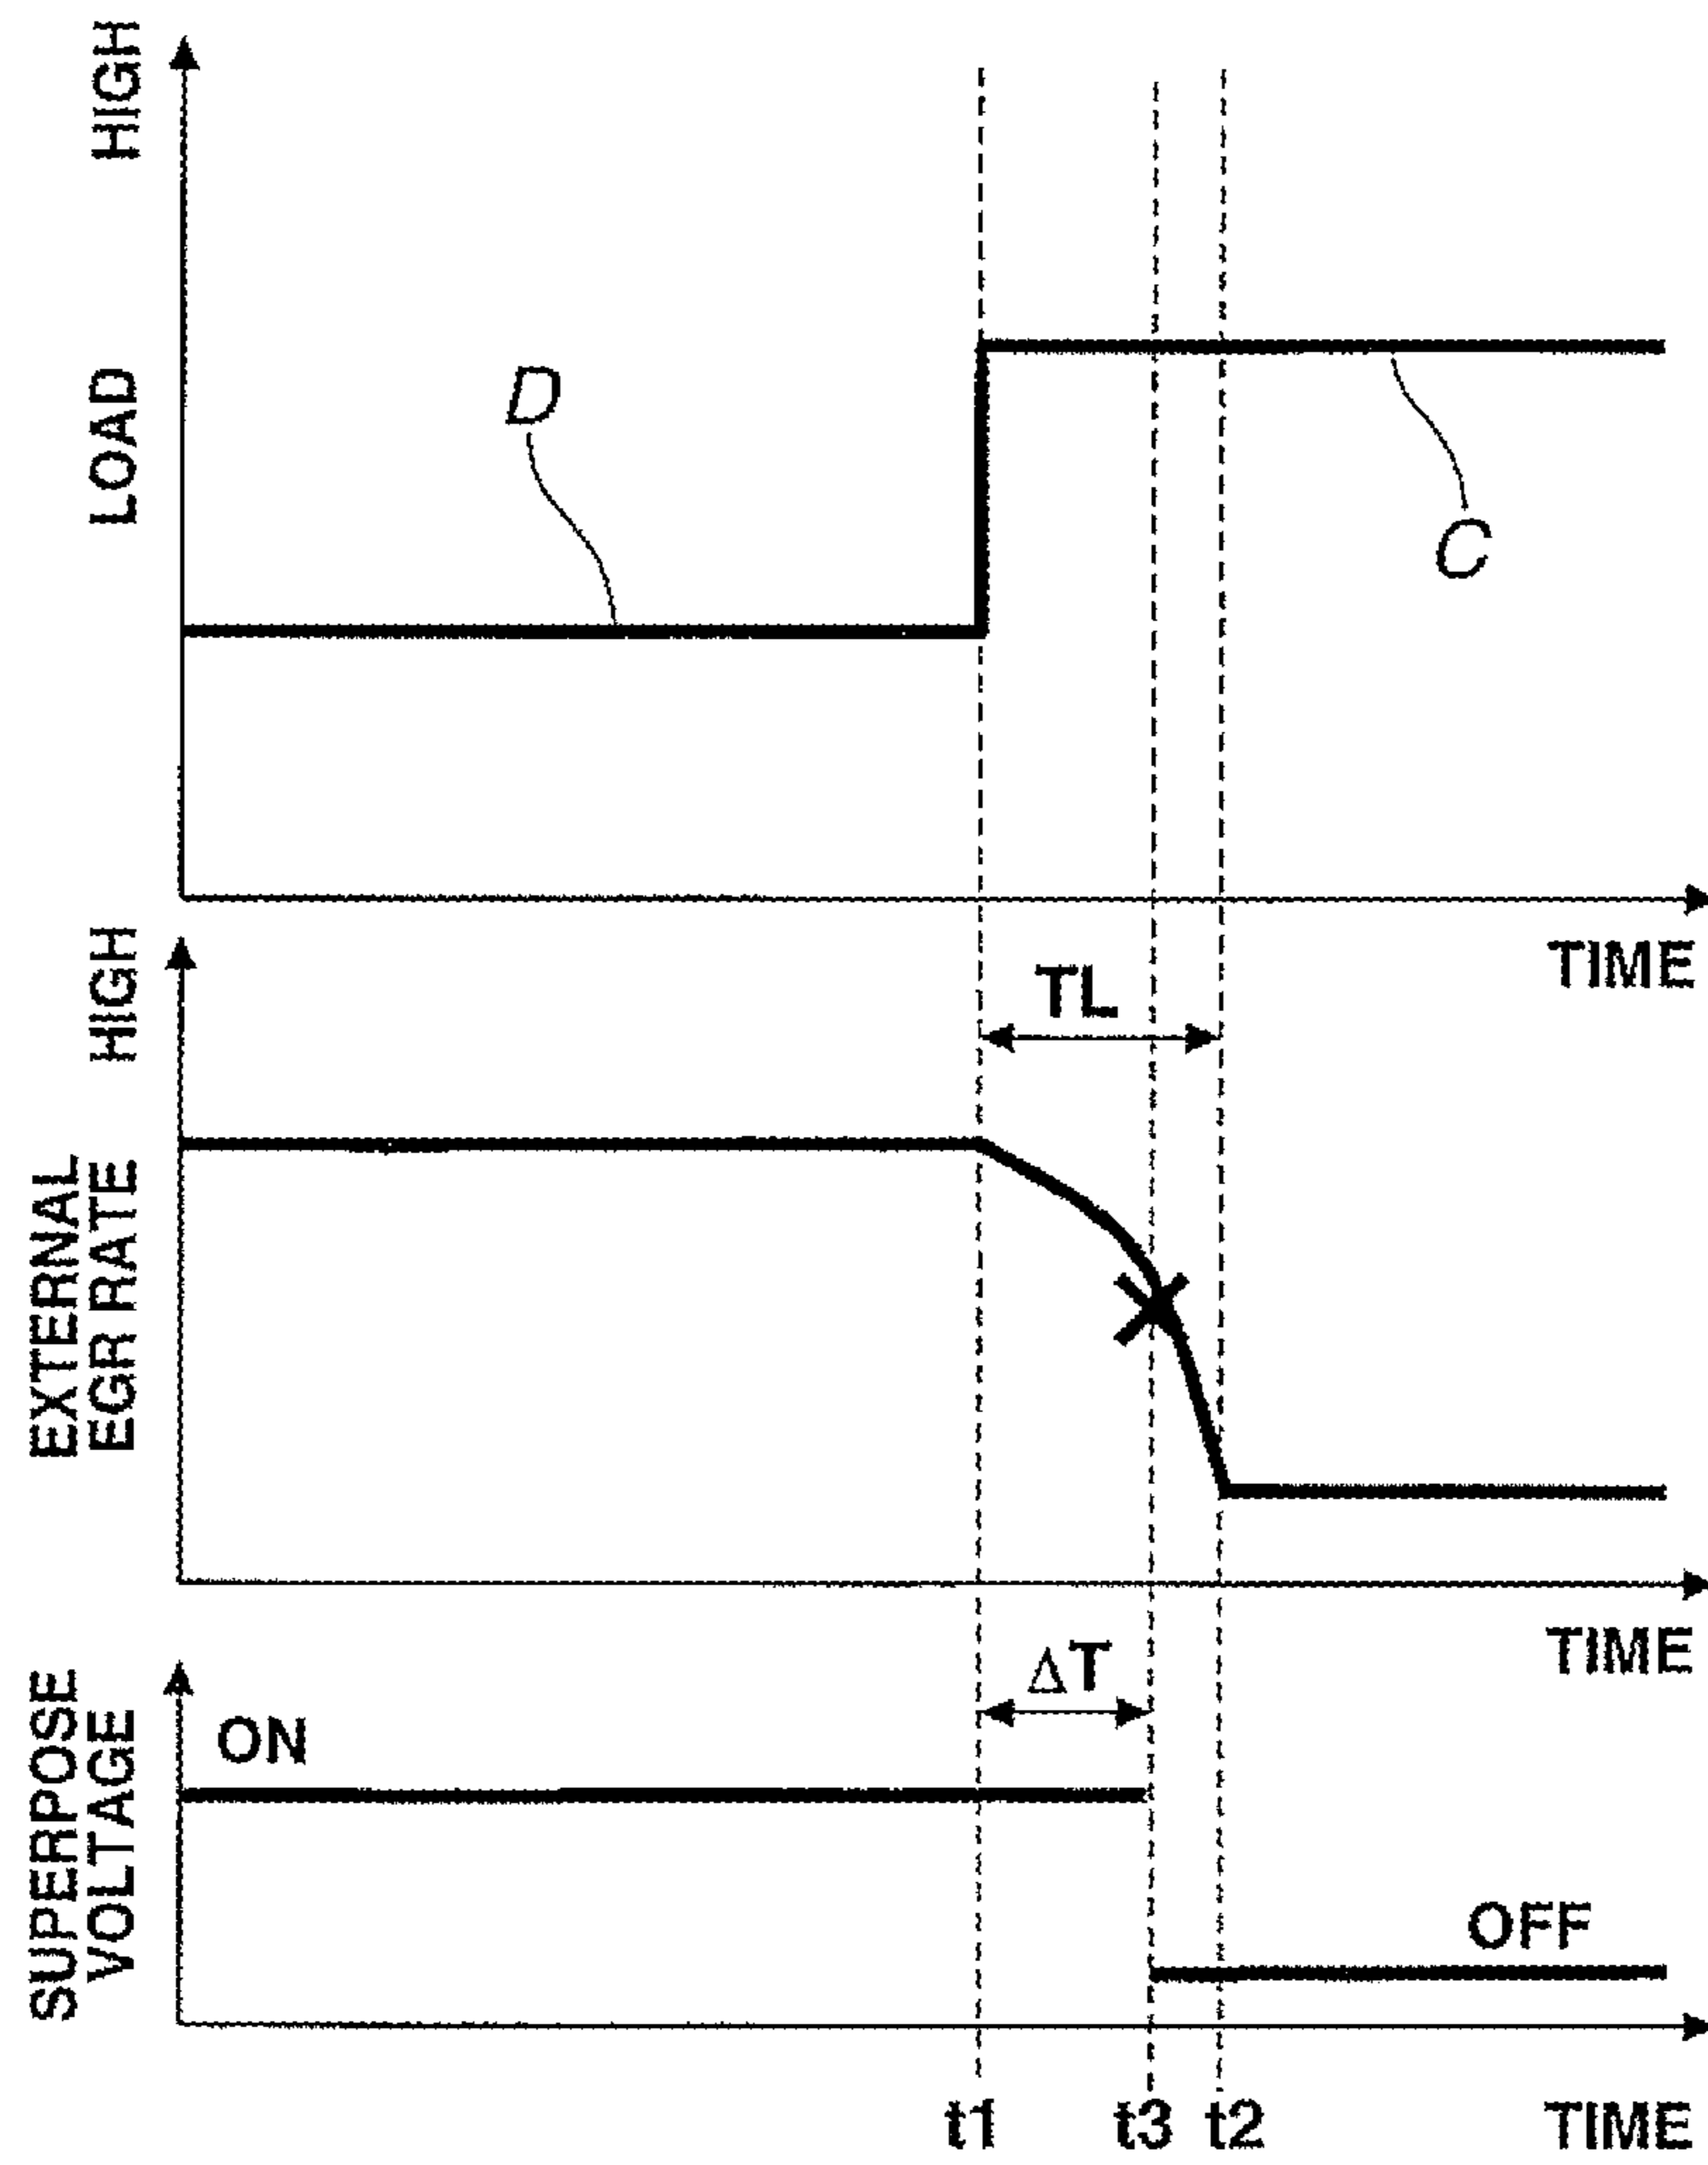 HIGH
LOAD
D
C
TIME
HIGH
EXTERNAL
EGR RATE
TL
TIME
SUPERPOSE
VOLTAGE
ΔT
ON
OFF
t1
t3
t2
TIME